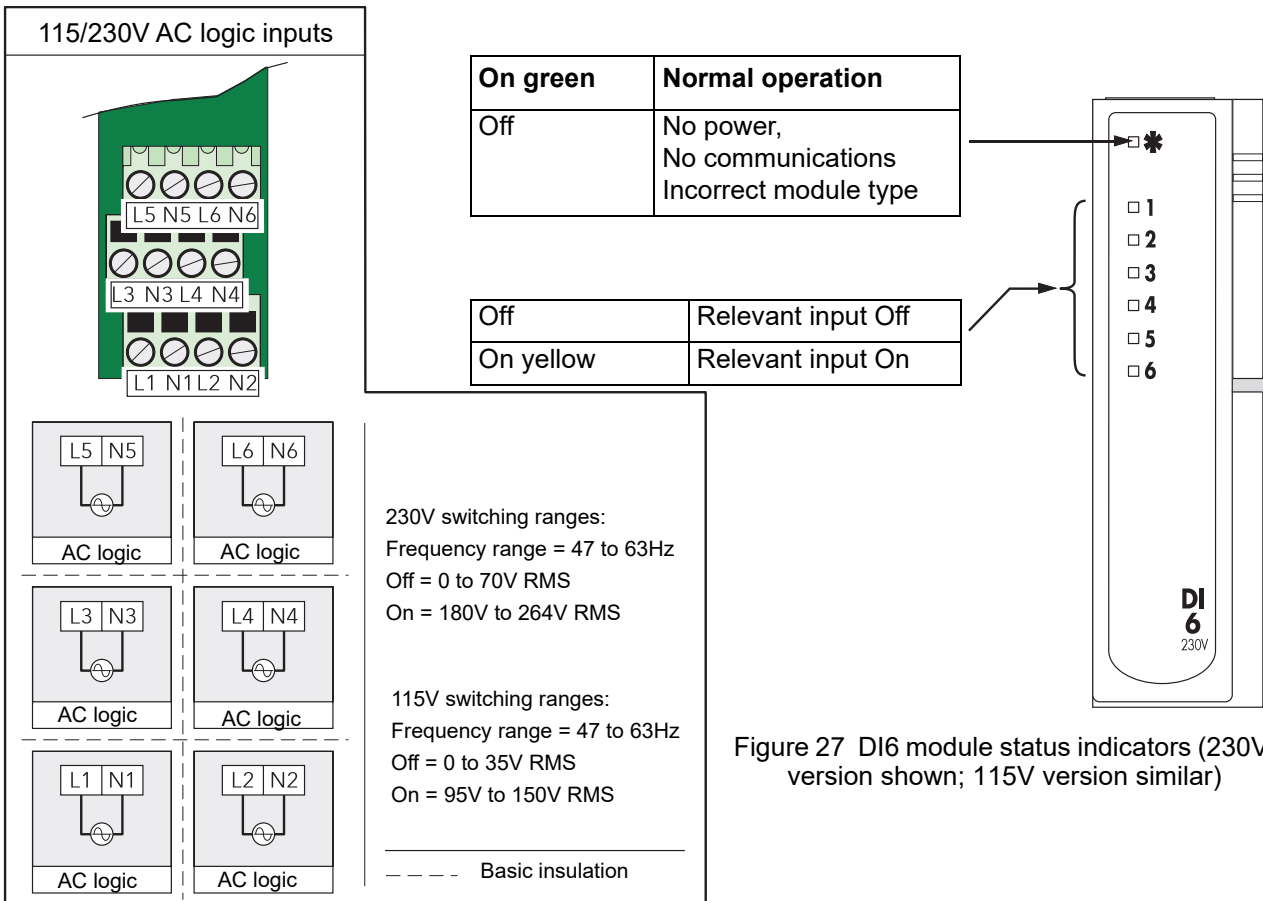 115/230V AC logic inputs
L5 N5 L6 N6
L3 N3 L4 N4
L1 N1 L2 N2
L5 N5
AC logic
L6 N6
AC logic
L3 N3
AC logic
L4 N4
AC logic
L1 N1
AC logic
L2 N2
AC logic
230V switching ranges:
Frequency range = 47 to 63Hz
Off = 0 to 70V RMS
On = 180V to 264V RMS
115V switching ranges:
Frequency range = 47 to 63Hz
Off = 0 to 35V RMS
On = 95V to 150V RMS
Basic insulation
On green Normal operation
Off No power,
No communications
Incorrect module type
Off Relevant input Off
On yellow Relevant input On
✱
1
2
3
4
5
6
DI
6
230V
Figure 27 DI6 module status indicators (230V
version shown; 115V version similar)